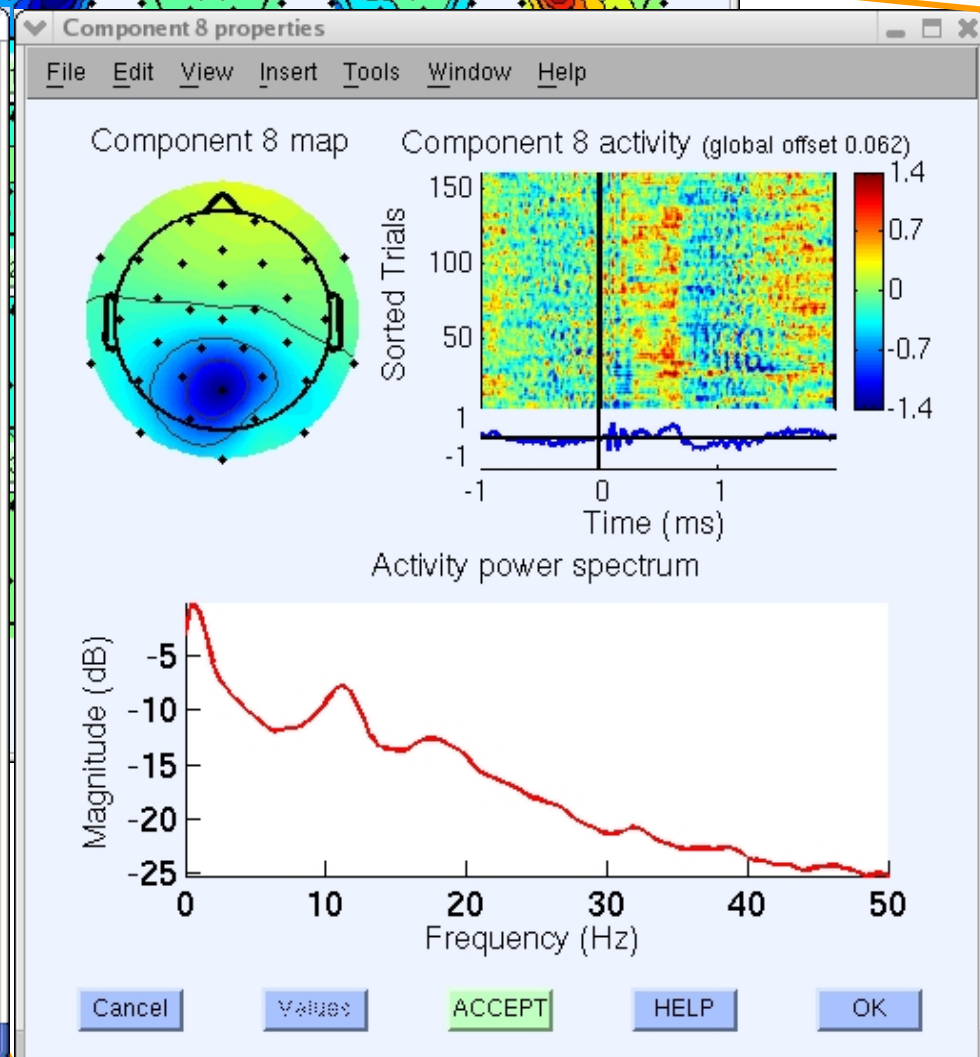 Component 8 properties
File Edit View Insert Tools Window Help
Component 8 map
Component 8 activity (global offset 0.062)
Sorted Trials
150
100
50
1
-1
1.4
0.7
0
-0.7
-1.4
-1 0 1
Time (ms)
Activity power spectrum
Magnitude (dB)
-5
-10
-15
-20
-25
0 10 20 30 40 50
Frequency (Hz)
Cancel Values ACCEPT HELP OK